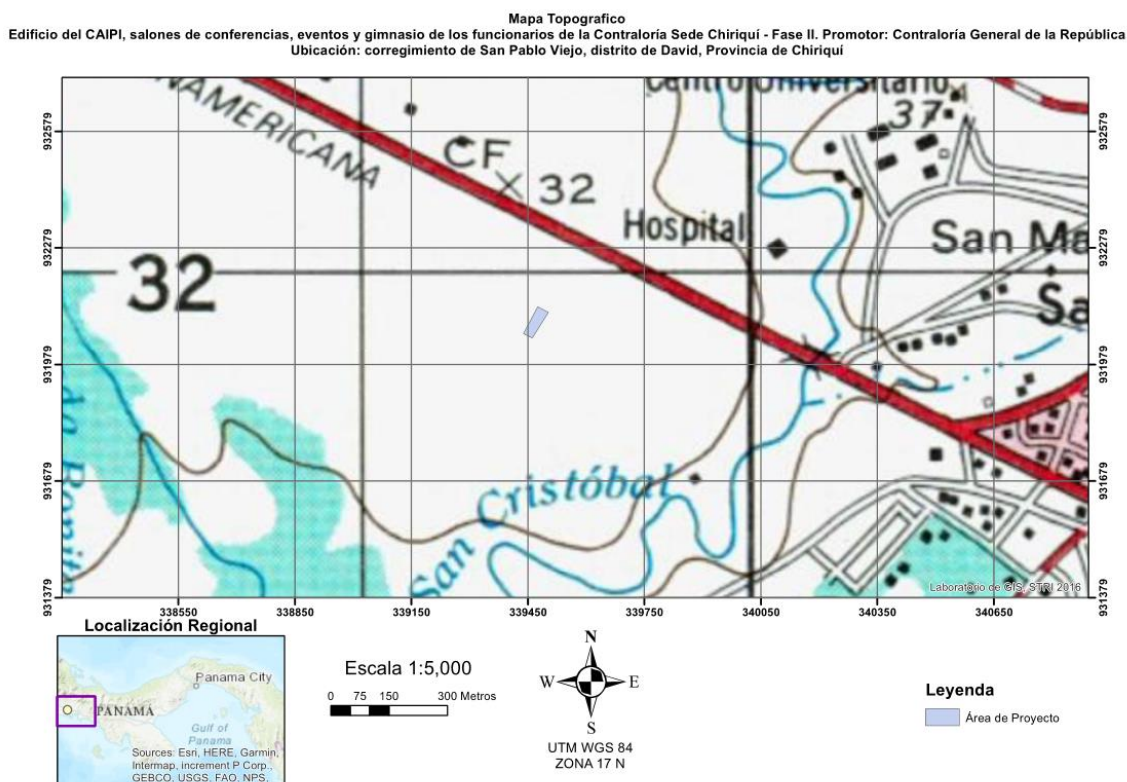 Mapa Topografico
Edificio del CAIPI, salones de conferencias, eventos y gimnasio de los funcionarios de la Contraloría Sede Chiriquí - Fase II. Promotor: Contraloría General de la República
Ubicación: corregimiento de San Pablo Viejo, distrito de David, Provincia de Chiriquí
Centro Universitario
37
932579
932579
NAMERICANA
CF
32
Hospital
San Ma
932279
932279
32
Sa
931979
931979
931679
931679
San Cristóbal
Laboratorio de GIS, STRI 2016
931379
931379
338550
338850
339150
339450
339750
340050
340350
340650
Localización Regional
Panama City
PANAMÁ
Gulf of
Panama
Sources: Esri, HERE, Garmin,
Intermap, increment P Corp.,
GEBCO, USGS, FAO, NPS,
Escala 1:5,000
0 75 150 300 Metros
N
W
E
S
UTM WGS 84
ZONA 17 N
Leyenda
Área de Proyecto